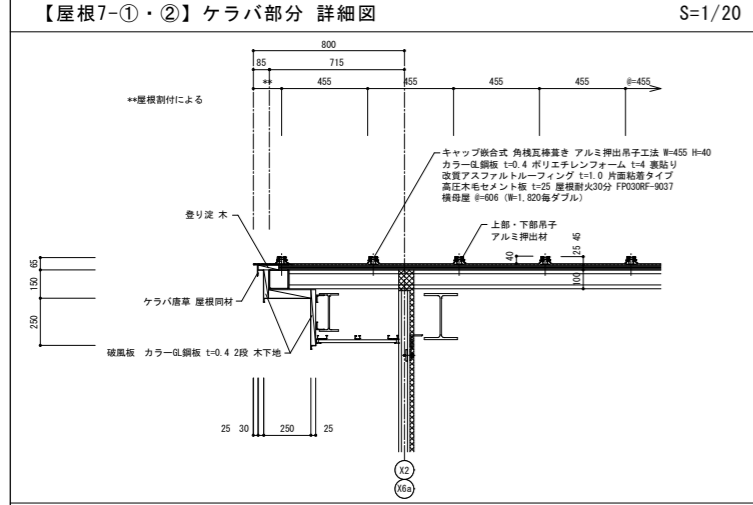 【屋根7-①・②】ケラバ部分 詳細図
S=1/20
800
85
715
**
455
455
455
455
@=455
**屋根割付による
キャップ嵌合式 角桟瓦棒葺き アルミ押出吊子工法 W=455 H=40
カラーGL鋼板 t=0.4 ポリエチレンフォーム t=4 裏貼り
改質アスファルトルーフィング t=1.0 片面粘着タイプ
高圧木毛セメント板 t=25 屋根耐火30分 FP030RF-9037
横母屋 @=606 (W=1,820毎ダブル)
登り淀 木
上部・下部吊子
アルミ押出材
65
150
250
40
25 45
100
ケラバ唐草 屋根同材
破風板 カラーGL鋼板 t=0.4 2段 木下地
25
30
250
25
X2
X6a